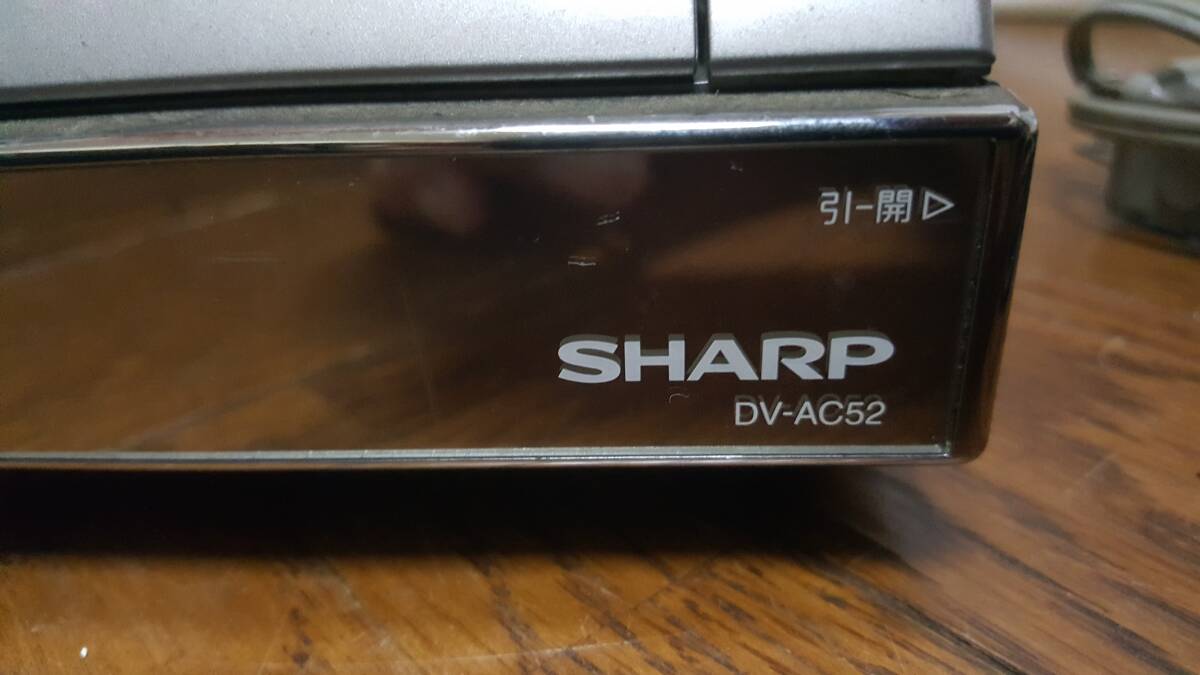 引-開▷
SHARP
DV-AC52